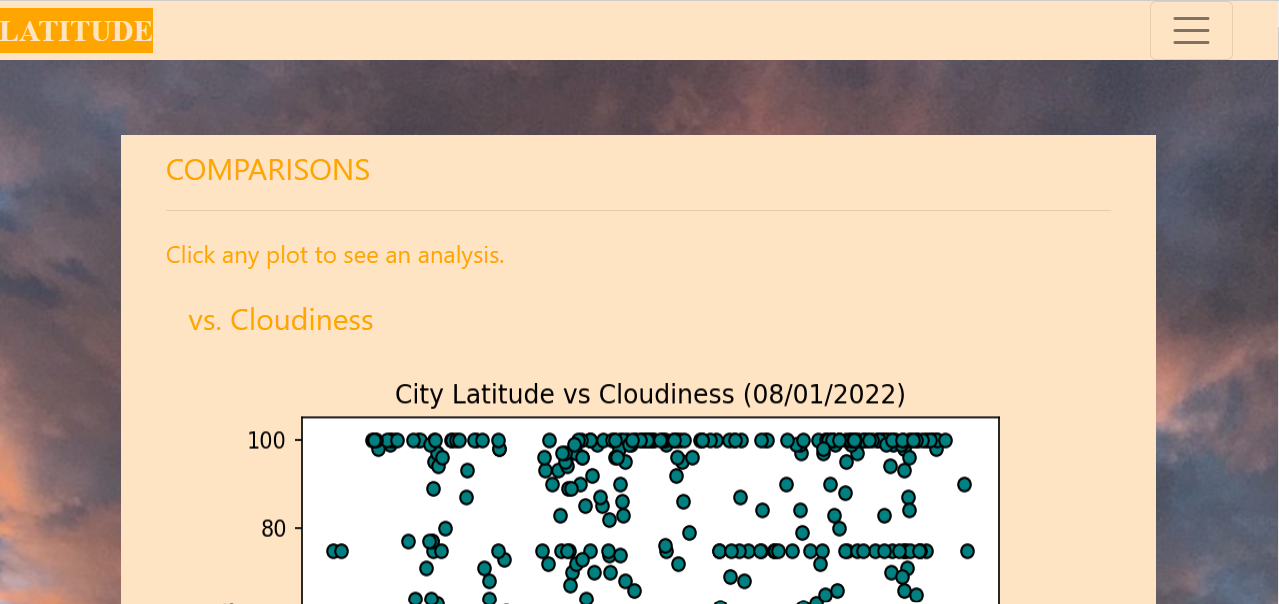 LATITUDE
COMPARISONS
Click any plot to see an analysis.
vs. Cloudiness
City Latitude vs Cloudiness (08/01/2022)
100
80